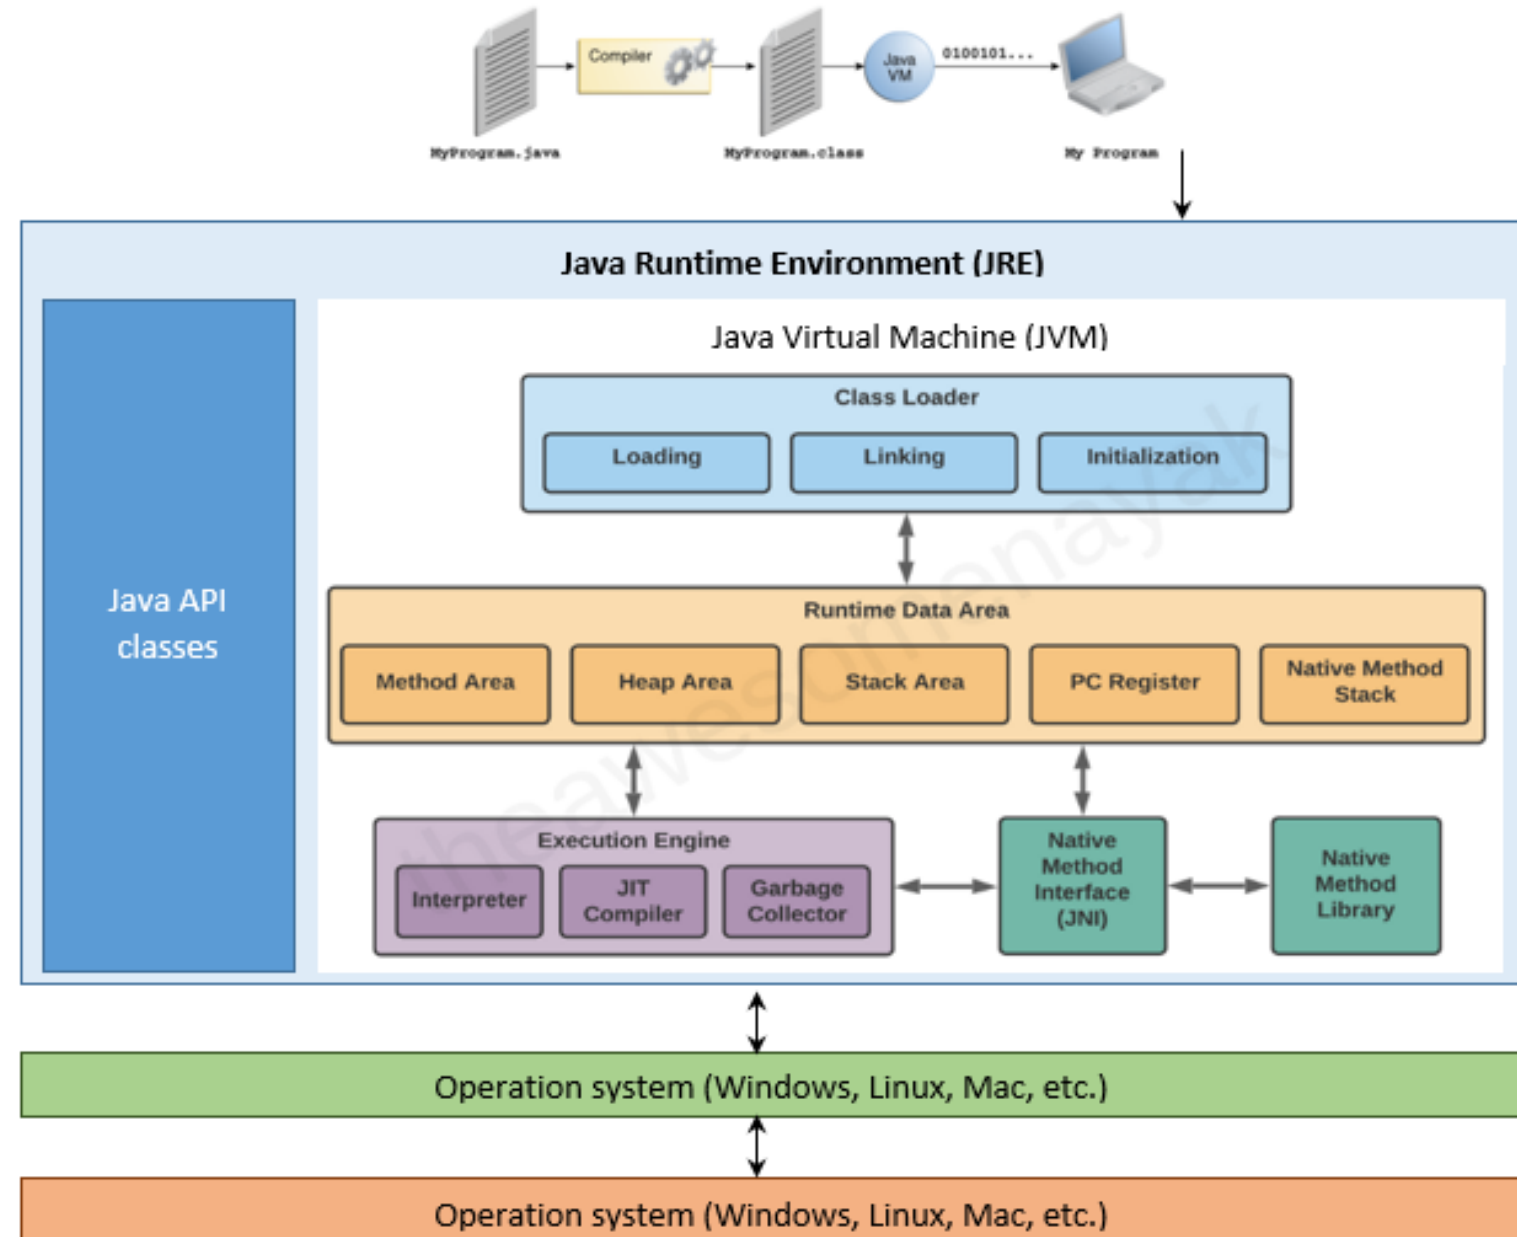 Compiler
Java
VM
0100101...
MyProgram.java
MyProgram.class
My Program
Java Runtime Environment (JRE)
Java API
classes
Java Virtual Machine (JVM)
Class Loader
Loading
Linking
Initialization
Runtime Data Area
Method Area
Heap Area
Stack Area
PC Register
Native Method
Stack
Execution Engine
Interpreter
JIT
Compiler
Garbage
Collector
Native
Method
Interface
(JNI)
Native
Method
Library
theawesomenayak
Operation system (Windows, Linux, Mac, etc.)
Operation system (Windows, Linux, Mac, etc.)